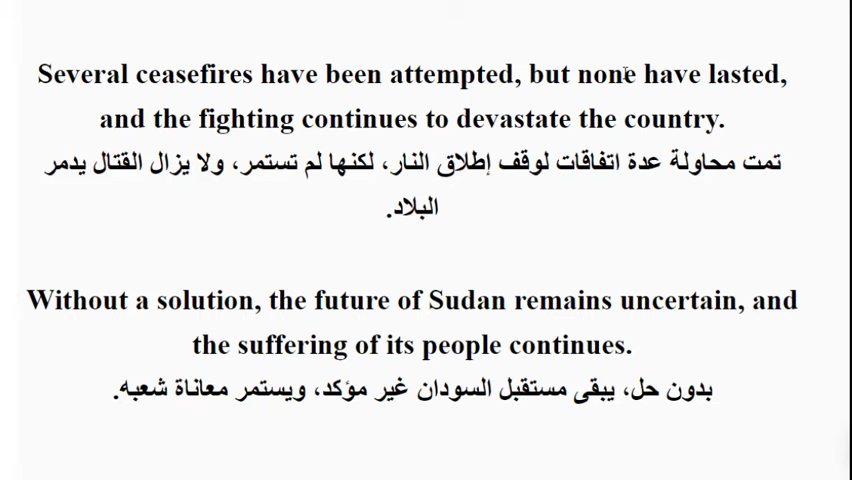 Several ceasefires have been attempted, but none have lasted,
and the fighting continues to devastate the country.
تمت محاولة عدة اتفاقات لوقف إطلاق النار، لكنها لم تستمر، ولا يزال القتال يدمر
البلاد.
Without a solution, the future of Sudan remains uncertain, and
the suffering of its people continues.
بدون حل، يبقى مستقبل السودان غير مؤكد، ويستمر معاناة شعبه.